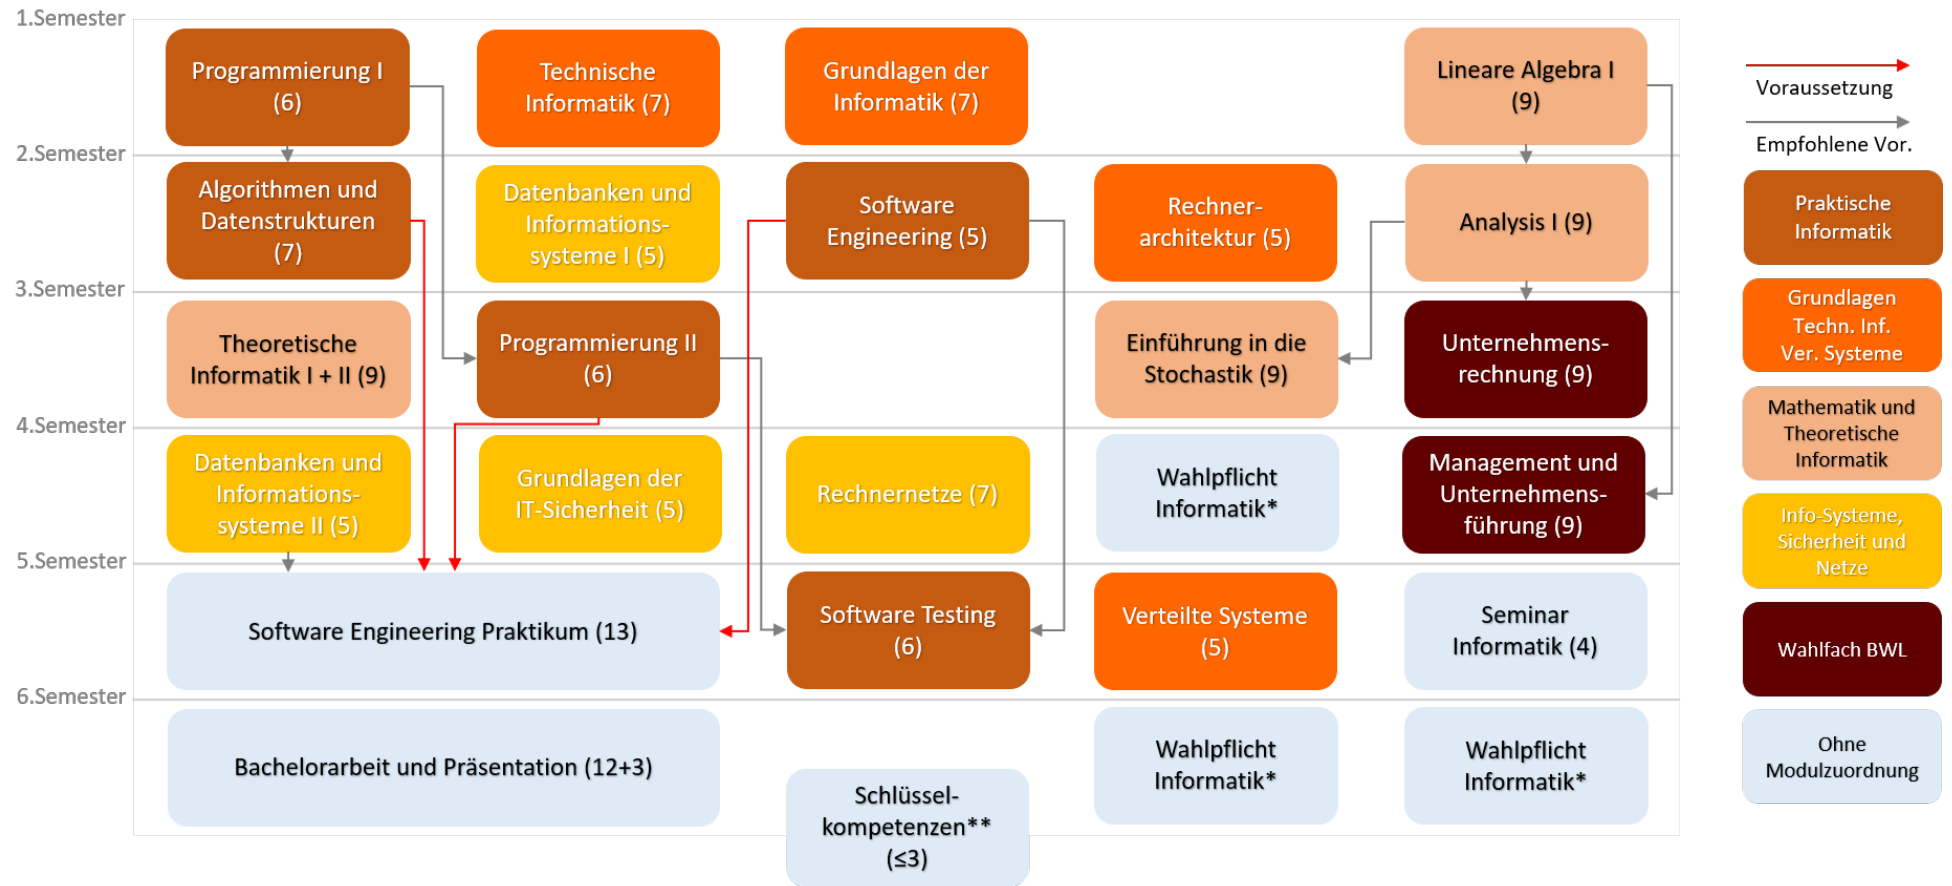 1.Semester
Programmierung I
(6)
Technische
Informatik (7)
Grundlagen der
Informatik (7)
Lineare Algebra I
(9)
2.Semester
Algorithmen und
Datenstrukturen
(7)
Datenbanken und
Informations-
systeme I (5)
Software
Engineering (5)
Rechner-
architektur (5)
Analysis I (9)
3.Semester
Theoretische
Informatik I + II (9)
Programmierung II
(6)
Einführung in die
Stochastik (9)
Unternehmens-
rechnung (9)
4.Semester
Datenbanken und
Informations-
systeme II (5)
Grundlagen der
IT-Sicherheit (5)
Rechnernetze (7)
Wahlpflicht
Informatik*
Management und
Unternehmens-
führung (9)
5.Semester
Software Engineering Praktikum (13)
Software Testing
(6)
Verteilte Systeme
(5)
Seminar
Informatik (4)
6.Semester
Bachelorarbeit und Präsentation (12+3)
Schlüssel-
kompetenzen**
(≤3)
Wahlpflicht
Informatik*
Wahlpflicht
Informatik*
Voraussetzung
Empfohlene Vor.
Praktische
Informatik
Grundlagen
Techn. Inf.
Ver. Systeme
Mathematik und
Theoretische
Informatik
Info-Systeme,
Sicherheit und
Netze
Wahlfach BWL
Ohne
Modulzuordnung